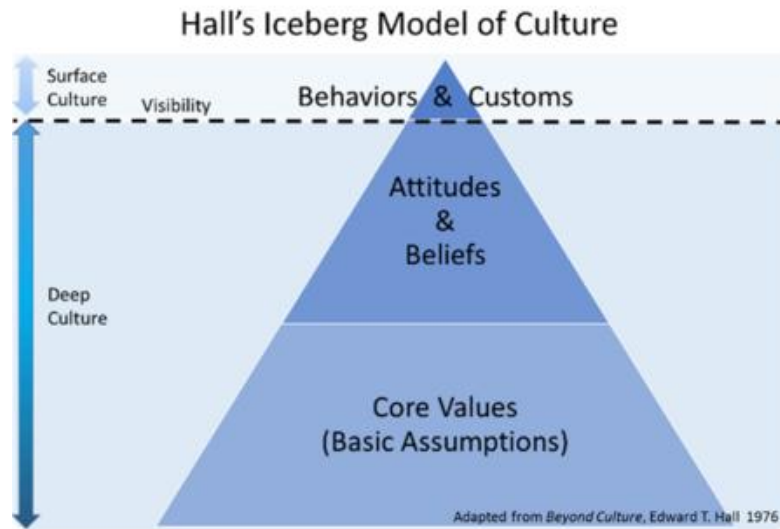 Hall's Iceberg Model of Culture
Surface
Culture
Visibility
Behaviors & Customs
Attitudes
&
Beliefs
Deep
Culture
Core Values
(Basic Assumptions)
Adapted from Beyond Culture, Edward T. Hall 1976